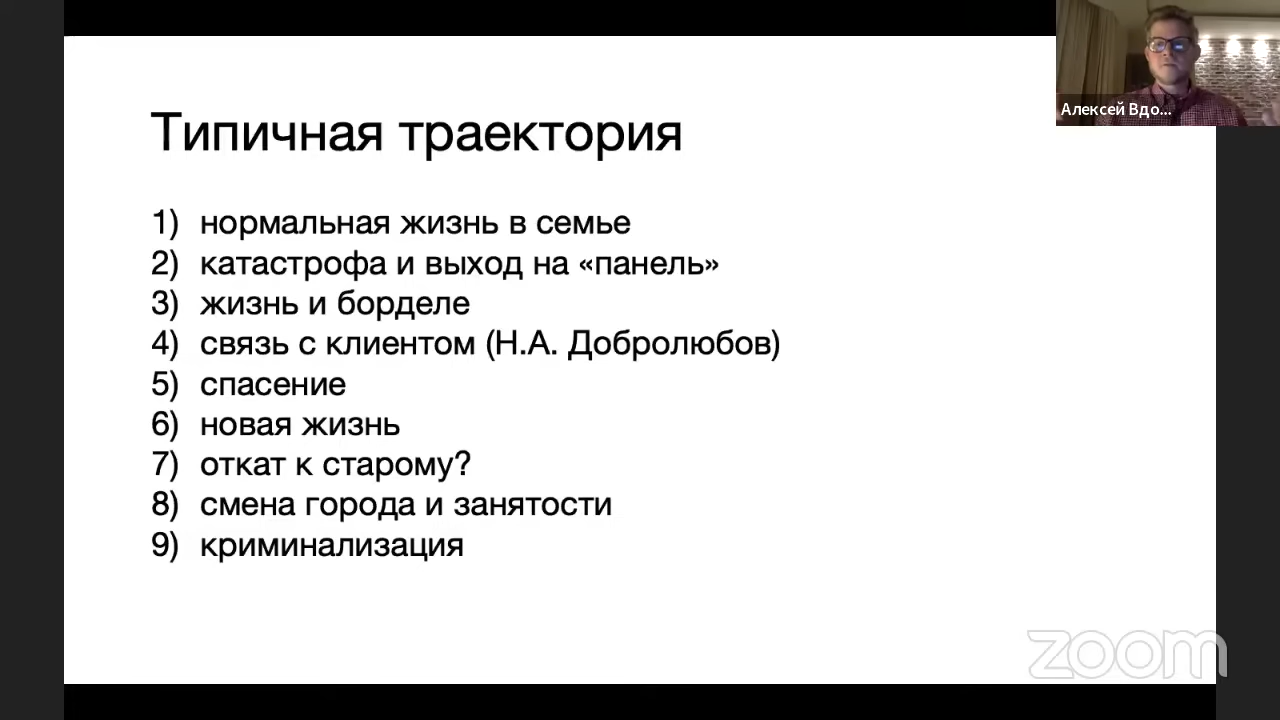 Типичная траектория
1) нормальная жизнь в семье
2) катастрофа и выход на «панель»
3) жизнь и борделе
4) связь с клиентом (Н.А. Добролюбов)
5) спасение
6) новая жизнь
7) откат к старому?
8) смена города и занятости
9) криминализация
Алексей Вдо...
zoom